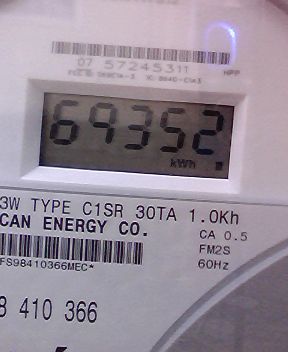 07 57245311
69352
kWh
3W TYPE C1SR 30TA 1.0Kh
CAN ENERGY CO.
CA 0.5
FM2S
FS98410366MEC*
60Hz
8 410 366